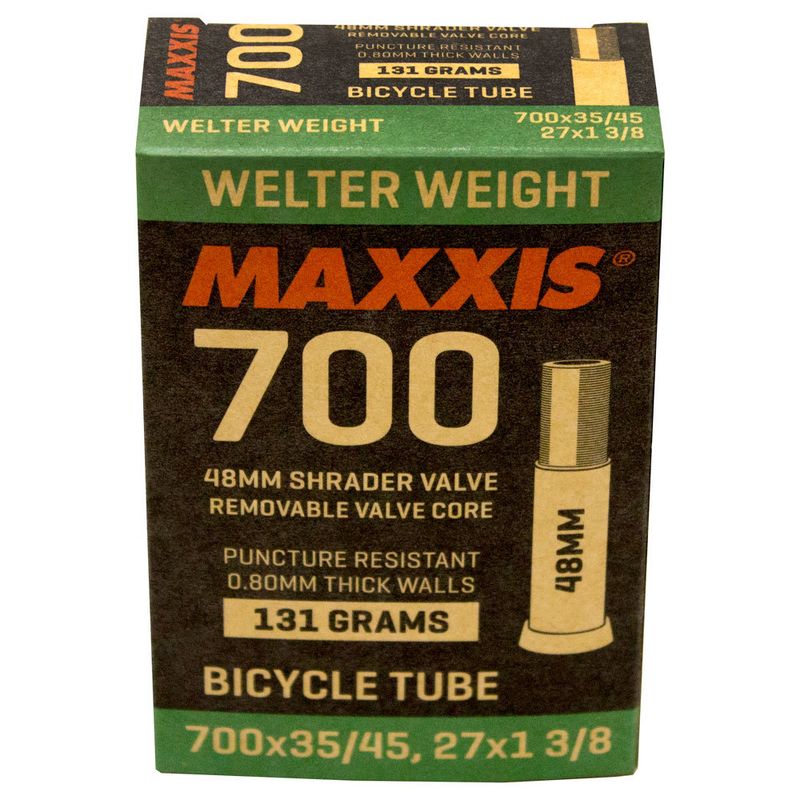 MAXXIS
700
48MM SHRADER VALVE
REMOVABLE VALVE CORE
PUNCTURE RESISTANT
0.80MM THICK WALLS
131 GRAMS
BICYCLE TUBE
WELTER WEIGHT
700x35/45
27x1 3/8
WELTER WEIGHT
MAXXIS®
700
48MM SHRADER VALVE
REMOVABLE VALVE CORE
PUNCTURE RESISTANT
0.80MM THICK WALLS
131 GRAMS
48MM
BICYCLE TUBE
700x35/45, 27x1 3/8